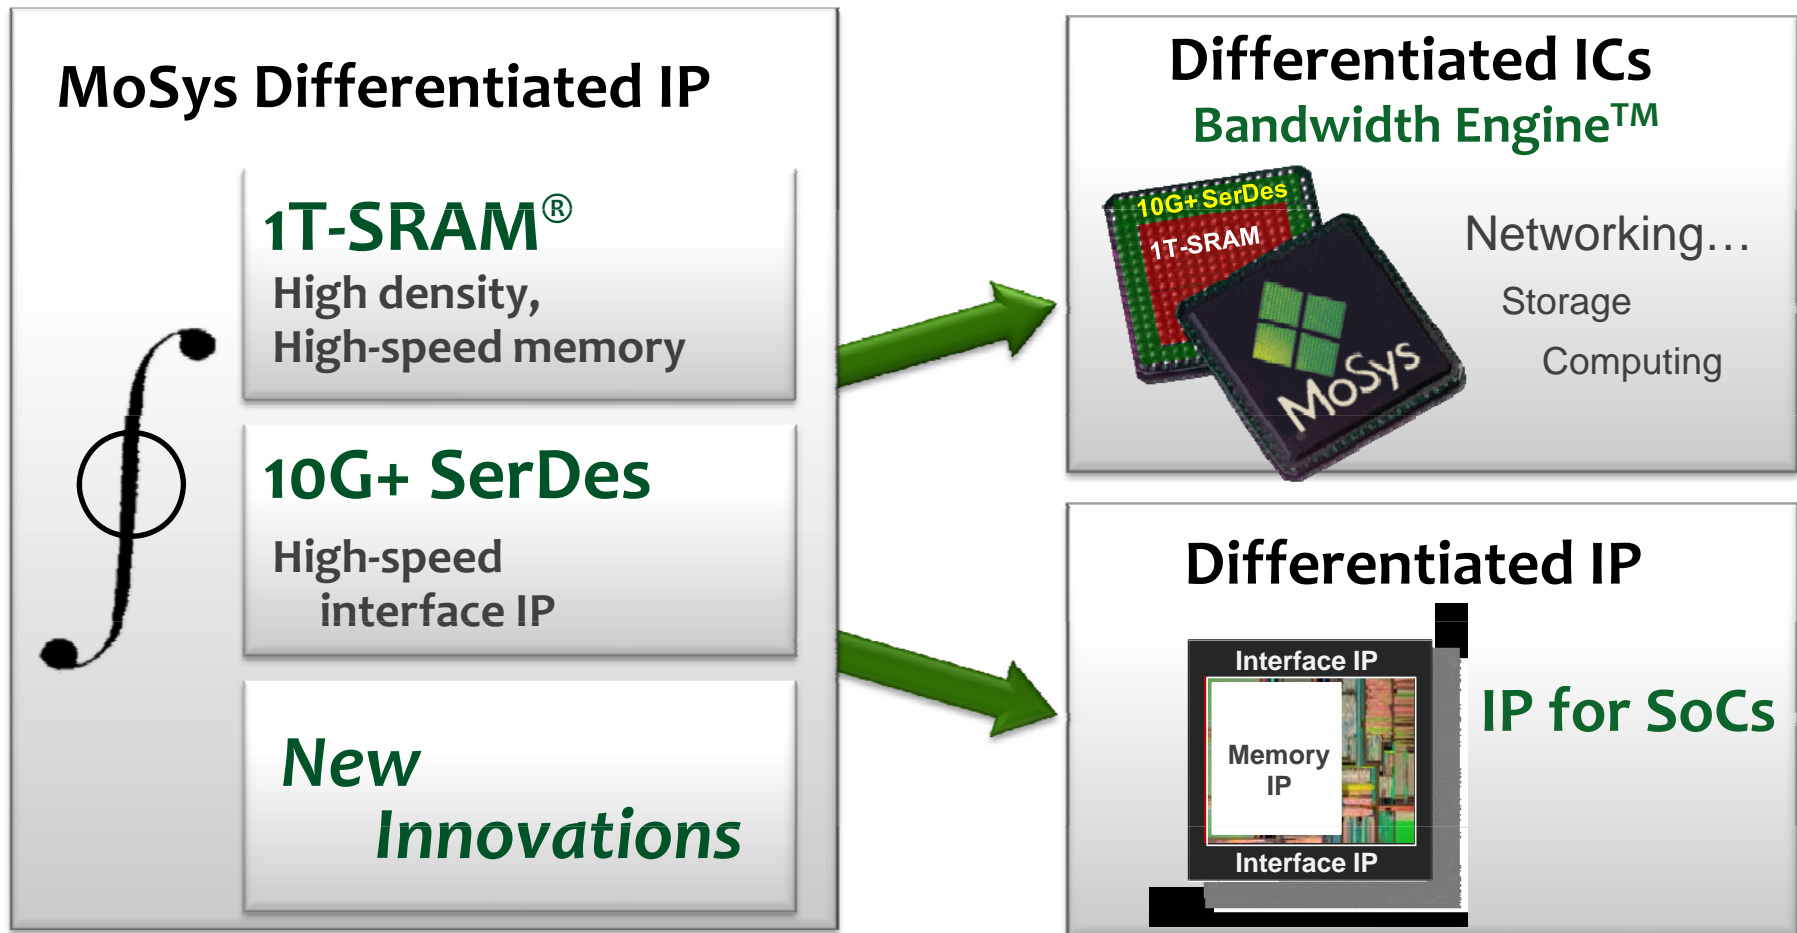 MoSys Differentiated IP
1T-SRAM®
High density,
High-speed memory
10G+ SerDes
High-speed
interface IP
New
Innovations
Differentiated ICs
Bandwidth Engine™
10G+ SerDes
1T-SRAM
MoSys
Networking…
Storage
Computing
Differentiated IP
Interface IP
Memory
IP
Interface IP
IP for SoCs